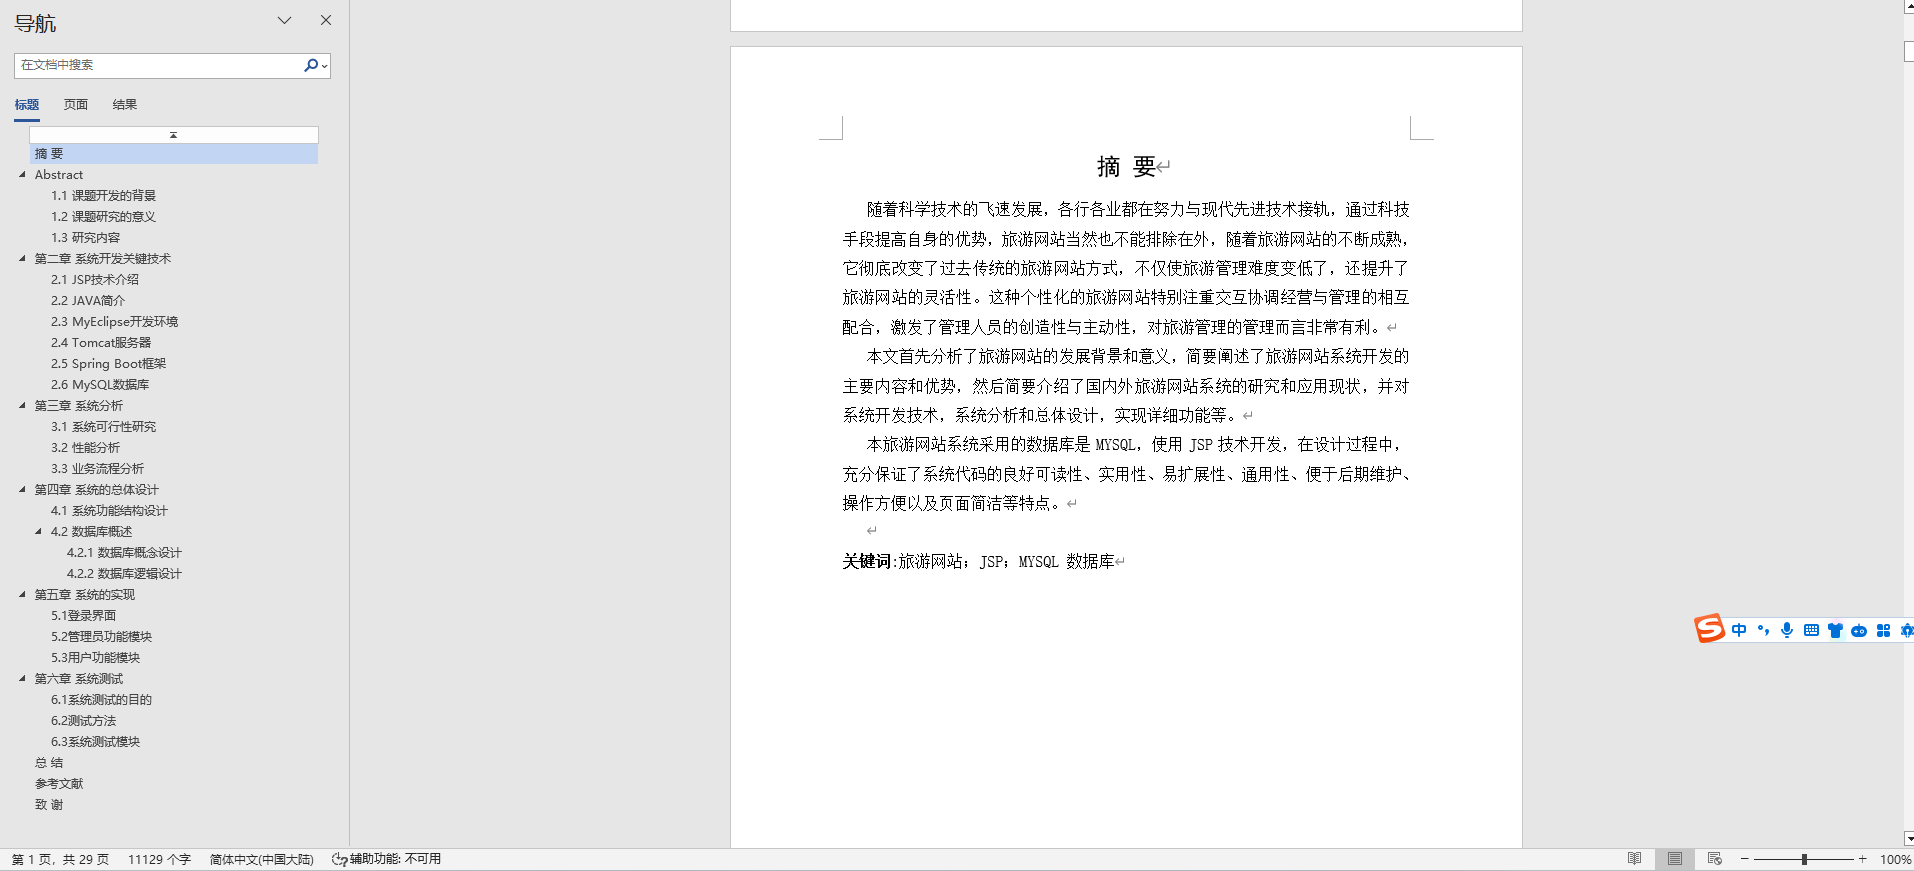 导航
在文档中搜索
标题 页面 结果
摘 要
Abstract
1.1 课题开发的背景
1.2 课题研究的意义
1.3 研究内容
第二章 系统开发关键技术
2.1 JSP技术介绍
2.2 JAVA简介
2.3 MyEclipse开发环境
2.4 Tomcat服务器
2.5 Spring Boot框架
2.6 MySQL数据库
第三章 系统分析
3.1 系统可行性研究
3.2 性能分析
3.3 业务流程分析
第四章 系统的总体设计
4.1 系统功能结构设计
4.2 数据库概述
4.2.1 数据库概念设计
4.2.2 数据库逻辑设计
第五章 系统的实现
5.1登录界面
5.2管理员功能模块
5.3用户功能模块
第六章 系统测试
6.1系统测试的目的
6.2测试方法
6.3系统测试模块
总 结
参考文献
致 谢
摘 要
随着科学技术的飞速发展，各行各业都在努力与现代先进技术接轨，通过科技
手段提高自身的优势，旅游网站当然也不能排除在外，随着旅游网站的不断成熟，
它彻底改变了过去传统的旅游网站方式，不仅使旅游管理难度变低了，还提升了
旅游网站的灵活性。这种个性化的旅游网站特别注重交互协调经营与管理的相互
配合，激发了管理人员的创造性与主动性，对旅游管理的管理而言非常有利。
本文首先分析了旅游网站的发展背景和意义，简要阐述了旅游网站系统开发的
主要内容和优势，然后简要介绍了国内外旅游网站系统的研究和应用现状，并对
系统开发技术，系统分析和总体设计，实现详细功能等。
本旅游网站系统采用的数据库是 MYSQL，使用 JSP 技术开发，在设计过程中，
充分保证了系统代码的良好可读性、实用性、易扩展性、通用性、便于后期维护、
操作方便以及页面简洁等特点。
关键词:旅游网站；JSP；MYSQL 数据库
中
第 1 页，共 29 页 11129 个字 简体中文(中国大陆) 辅助功能: 不可用 100%